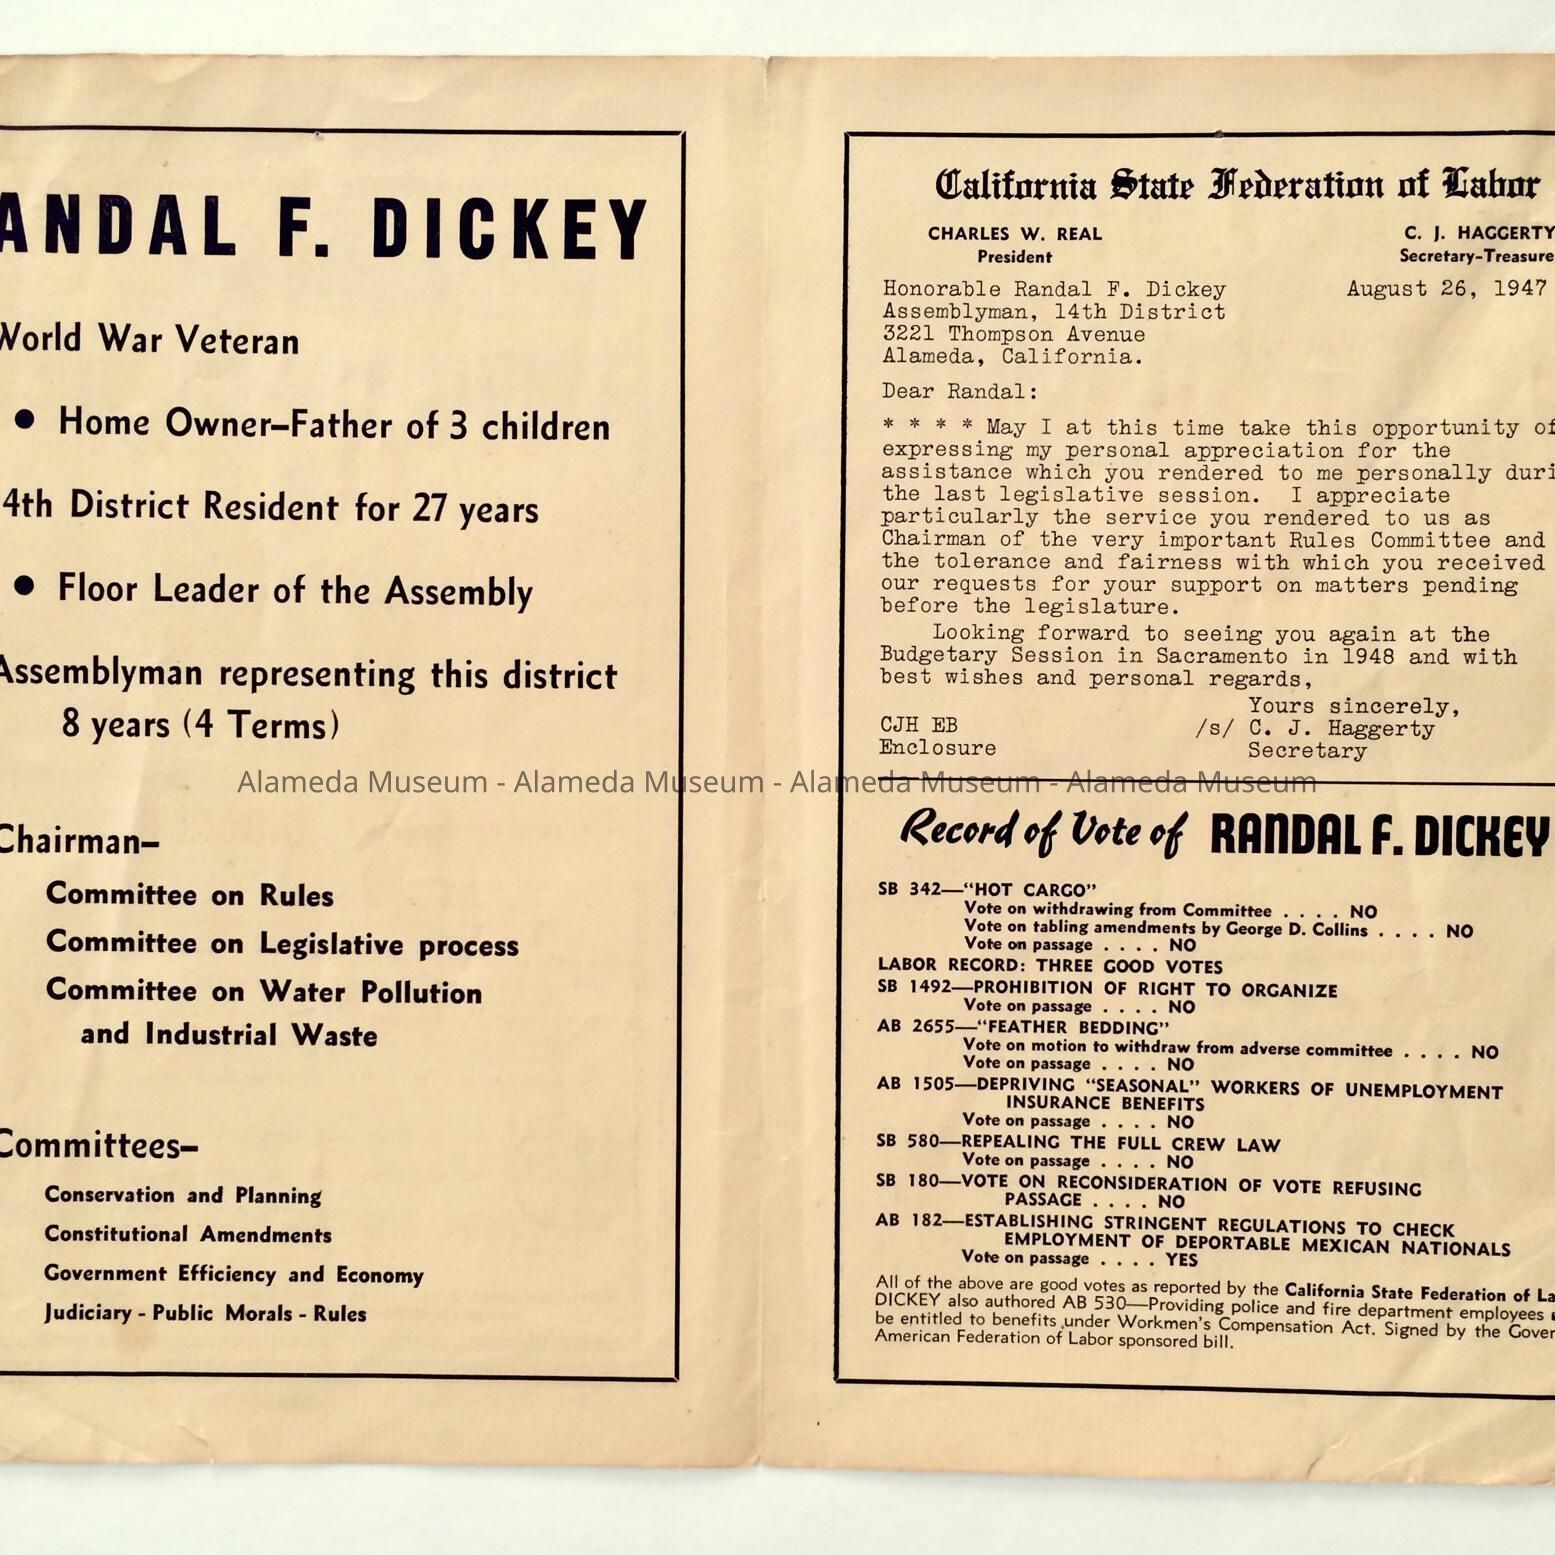 ANDAL F. DICKEY
World War Veteran
• Home Owner–Father of 3 children
4th District Resident for 27 years
• Floor Leader of the Assembly
Assemblyman representing this district
8 years (4 Terms)
Chairman–
Committee on Rules
Committee on Legislative process
Committee on Water Pollution
and Industrial Waste
Committees–
Conservation and Planning
Constitutional Amendments
Government Efficiency and Economy
Judiciary - Public Morals - Rules
California State Federation of Labor
CHARLES W. REAL C. J. HAGGERTY
President Secretary-Treasure
Honorable Randal F. Dickey August 26, 1947
Assemblyman, 14th District
3221 Thompson Avenue
Alameda, California.
Dear Randal:
* * * * May I at this time take this opportunity of
expressing my personal appreciation for the
assistance which you rendered to me personally duri
the last legislative session. I appreciate
particularly the service you rendered to us as
Chairman of the very important Rules Committee and
the tolerance and fairness with which you received
our requests for your support on matters pending
before the legislature.
Looking forward to seeing you again at the
Budgetary Session in Sacramento in 1948 and with
best wishes and personal regards,
Yours sincerely,
CJH EB /s/ C. J. Haggerty
Enclosure Secretary
Alameda Museum - Alameda Museum - Alameda Museum - Alameda Museum
Record of Vote of RANDAL F. DICKEY
SB 342—“HOT CARGO”
Vote on withdrawing from Committee . . . . NO
Vote on tabling amendments by George D. Collins . . . . NO
Vote on passage . . . . NO
LABOR RECORD: THREE GOOD VOTES
SB 1492—PROHIBITION OF RIGHT TO ORGANIZE
Vote on passage . . . . NO
AB 2655—“FEATHER BEDDING”
Vote on motion to withdraw from adverse committee . . . . NO
Vote on passage . . . . NO
AB 1505—DEPRIVING “SEASONAL” WORKERS OF UNEMPLOYMENT
INSURANCE BENEFITS
Vote on passage . . . . NO
SB 580—REPEALING THE FULL CREW LAW
Vote on passage . . . . NO
SB 180—VOTE ON RECONSIDERATION OF VOTE REFUSING
PASSAGE . . . . NO
AB 182—ESTABLISHING STRINGENT REGULATIONS TO CHECK
EMPLOYMENT OF DEPORTABLE MEXICAN NATIONALS
Vote on passage . . . . YES
All of the above are good votes as reported by the California State Federation of La
DICKEY also authored AB 530—Providing police and fire department employees
be entitled to benefits under Workmen's Compensation Act. Signed by the Gover
American Federation of Labor sponsored bill.